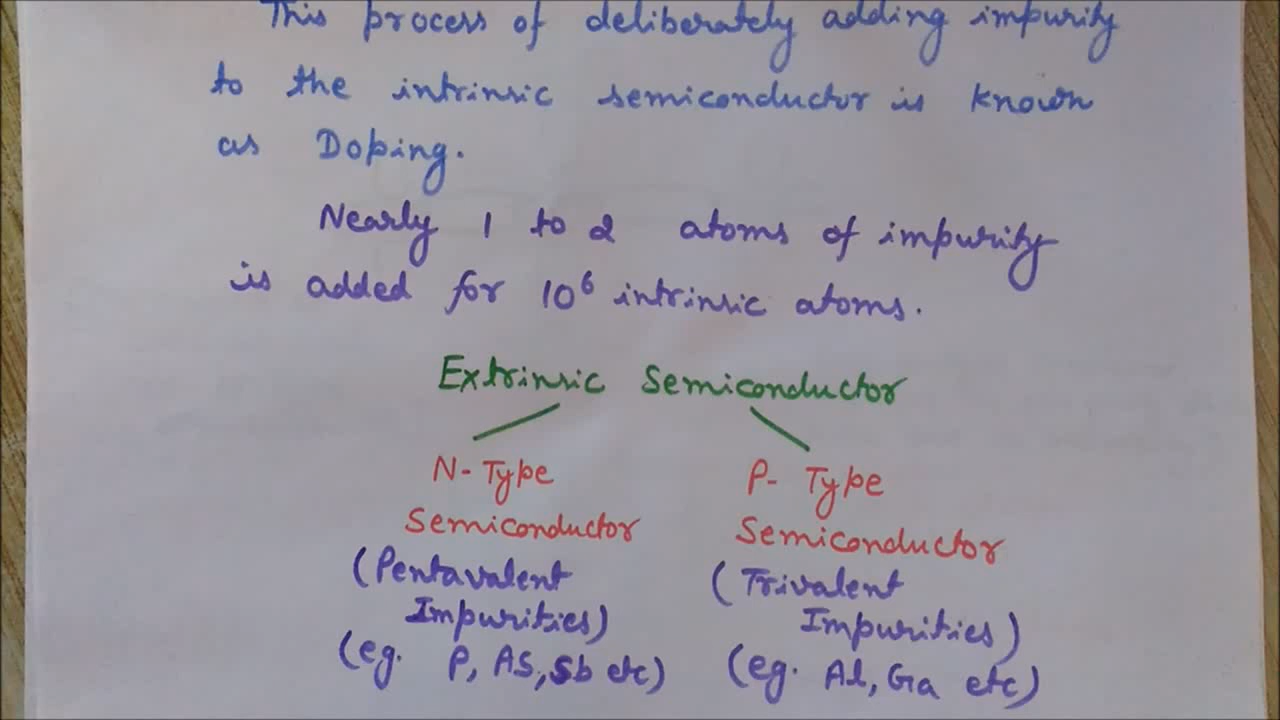 This process of deliberately adding impurity
to the intrinsic semiconductor is known
as Doping.
Nearly 1 to 2 atoms of impurity
is added for 10⁶ intrinsic atoms.
Extrinsic Semiconductor
N-Type
Semiconductor
(Pentavalent
Impurities)
(eg. P, AS, Sb etc)
P- Type
Semiconductor
(Trivalent
Impurities)
(eg. Al, Ga etc)